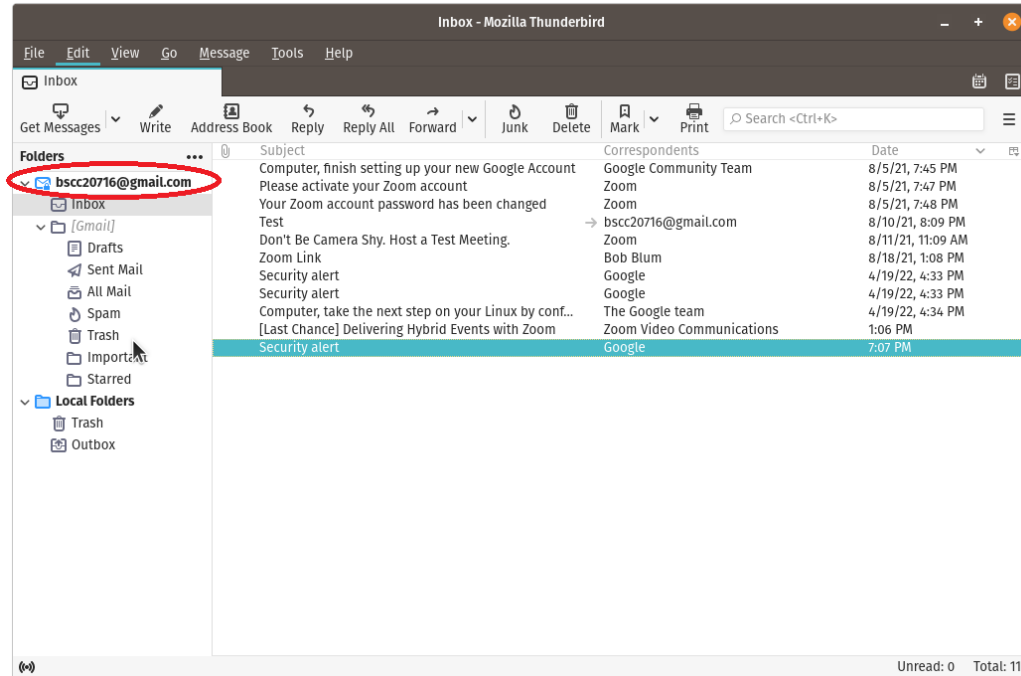 Inbox - Mozilla Thunderbird
File Edit View Go Message Tools Help
Inbox
Get Messages Write Address Book Reply Reply All Forward Junk Delete Mark Print Search <Ctrl+K>
Folders
bscc20716@gmail.com
Inbox
[Gmail]
Drafts
Sent Mail
All Mail
Spam
Trash
Important
Starred
Local Folders
Trash
Outbox
Subject Correspondents Date
Computer, finish setting up your new Google Account Google Community Team 8/5/21, 7:45 PM
Please activate your Zoom account Zoom 8/5/21, 7:47 PM
Your Zoom account password has been changed Zoom 8/5/21, 7:48 PM
Test bscc20716@gmail.com 8/10/21, 8:09 PM
Don't Be Camera Shy. Host a Test Meeting. Zoom 8/11/21, 11:09 AM
Zoom Link Bob Blum 8/18/21, 1:08 PM
Security alert Google 4/19/22, 4:33 PM
Security alert Google 4/19/22, 4:33 PM
Computer, take the next step on your Linux by conf... The Google team 4/19/22, 4:34 PM
[Last Chance] Delivering Hybrid Events with Zoom Zoom Video Communications 1:06 PM
Security alert Google 7:07 PM
Unread: 0 Total: 11